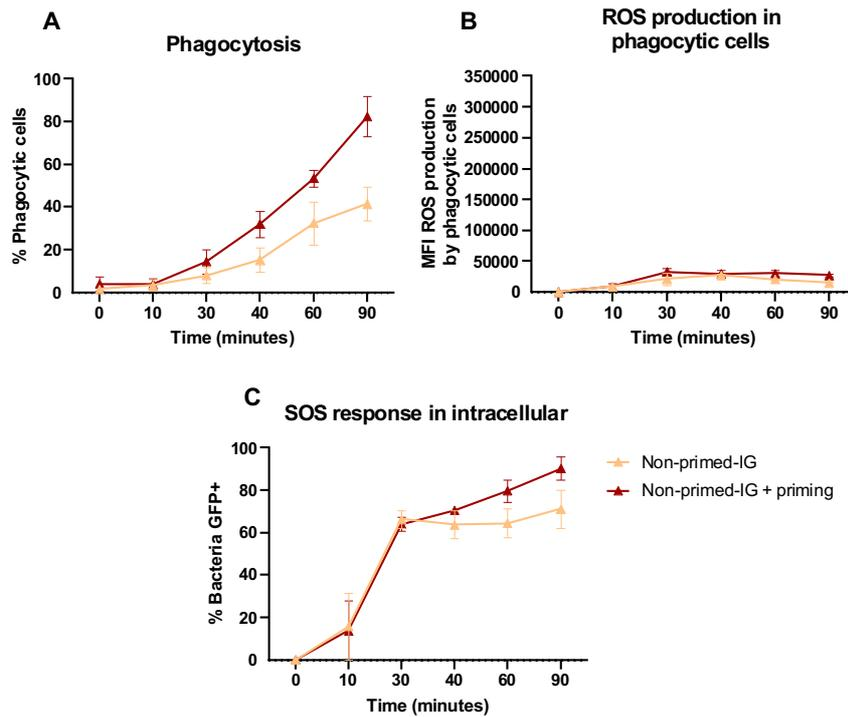 A
Phagocytosis
100
80
60
40
20
0
% Phagocytic cells
0 10 30 40 60 90
Time (minutes)
B
ROS production in
phagocytic cells
350000
300000
250000
200000
150000
100000
50000
0
MFI ROS production
by phagocytic cells
0 10 30 40 60 90
Time (minutes)
C
SOS response in intracellular
100
80
60
40
20
0
% Bacteria GFP+
0 10 30 40 60 90
Time (minutes)
Non-primed-IG
Non-primed-IG + priming